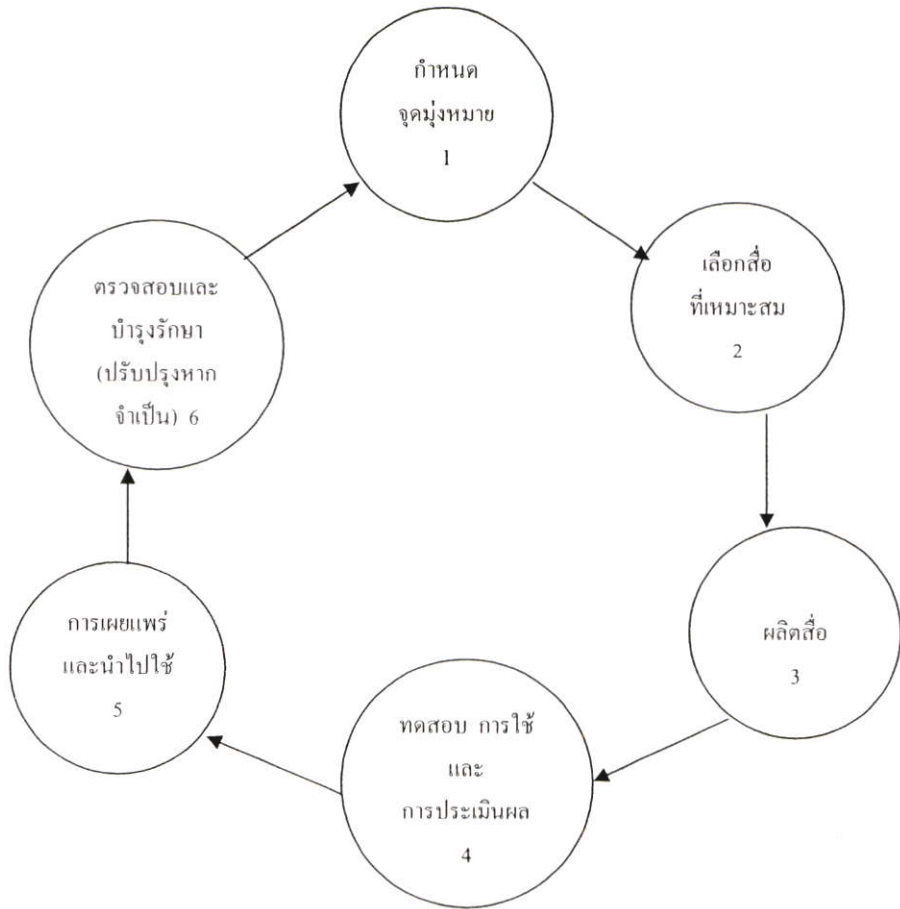 กำหนด
จุดมุ่งหมาย
1
เลือกสื่อ
ที่เหมาะสม
2
ผลิตสื่อ
3
ทดสอบ การใช้
และ
การประเมินผล
4
การเผยแพร่
และนำไปใช้
5
ตรวจสอบและ
บำรุงรักษา
(ปรับปรุงหาก
จำเป็น) 6